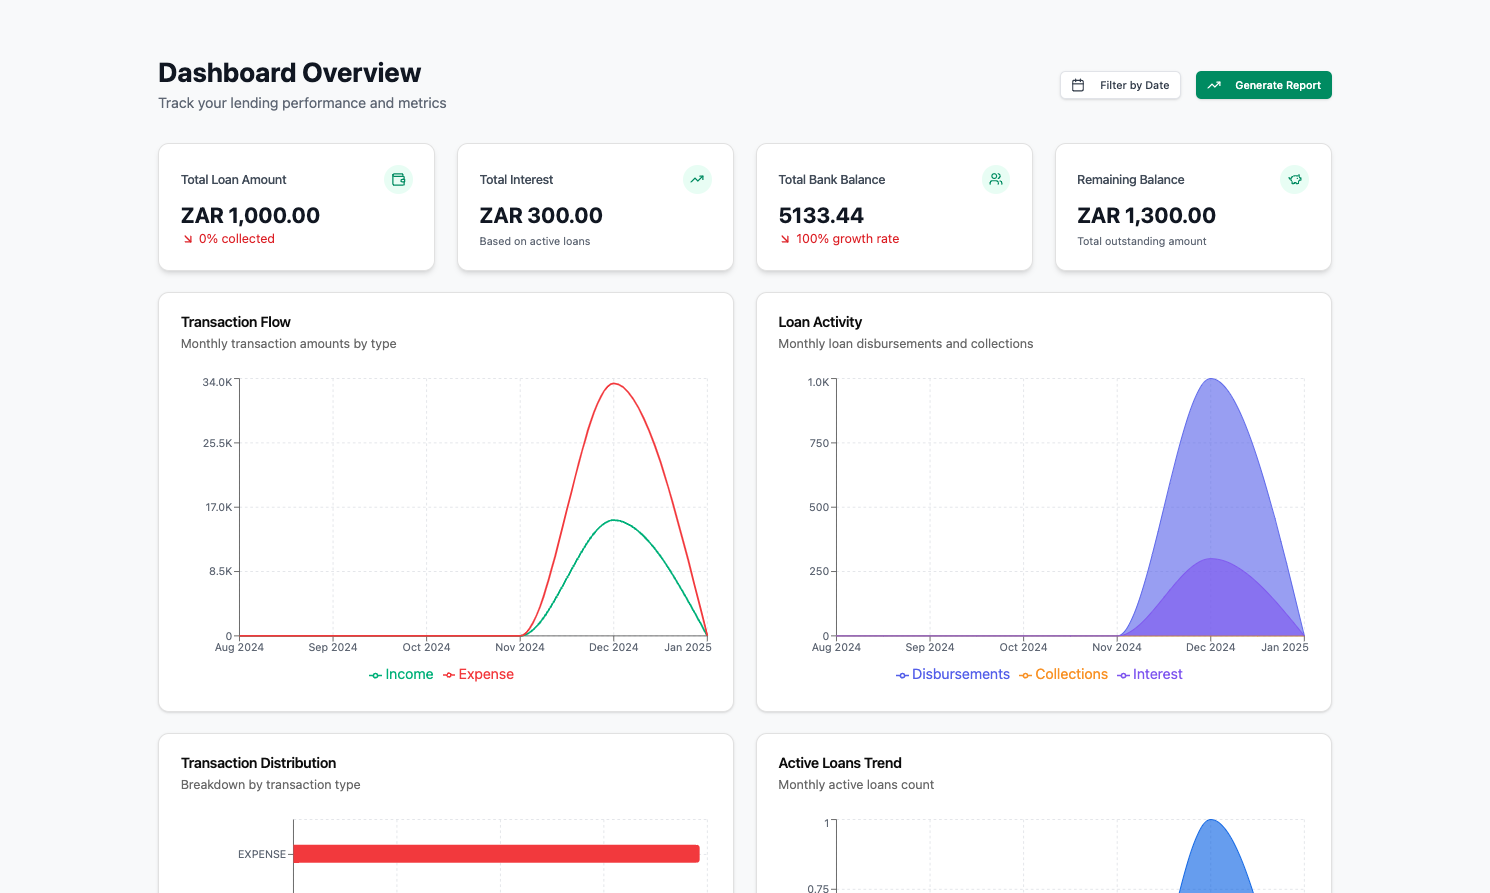 Dashboard Overview
Track your lending performance and metrics
Filter by Date
Generate Report
Total Loan Amount
ZAR 1,000.00
0% collected
Total Interest
ZAR 300.00
Based on active loans
Total Bank Balance
5133.44
100% growth rate
Remaining Balance
ZAR 1,300.00
Total outstanding amount
Transaction Flow
Monthly transaction amounts by type
34.0K
25.5K
17.0K
8.5K
0
Aug 2024 Sep 2024 Oct 2024 Nov 2024 Dec 2024 Jan 2025
Income Expense
Loan Activity
Monthly loan disbursements and collections
1.0K
750
500
250
0
Aug 2024 Sep 2024 Oct 2024 Nov 2024 Dec 2024 Jan 2025
Disbursements Collections Interest
Transaction Distribution
Breakdown by transaction type
EXPENSE
Active Loans Trend
Monthly active loans count
1
0.75